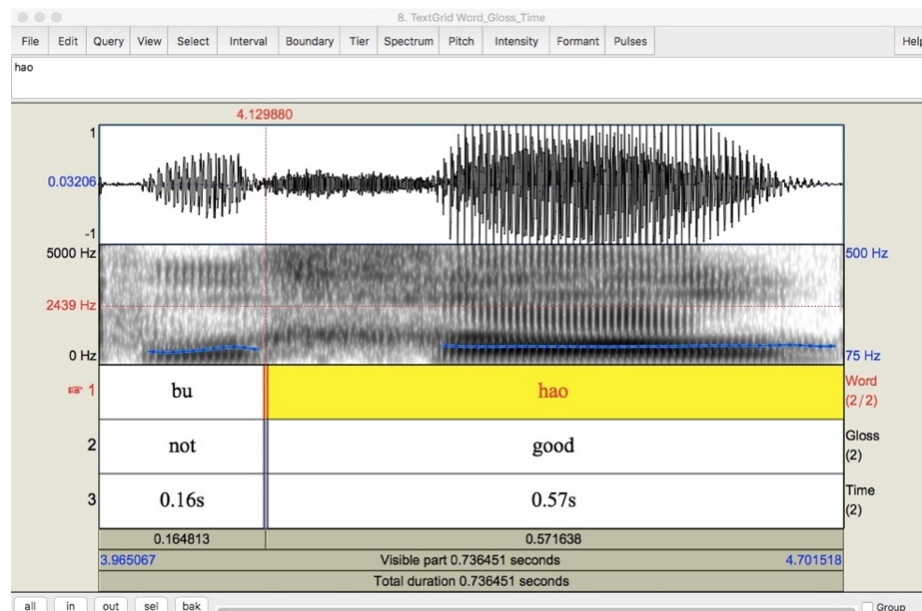 8. TextGrid Word_Gloss_Time
File Edit Query View Select Interval Boundary Tier Spectrum Pitch Intensity Formant Pulses Help
hao
4.129880
1
0.03206
-1
5000 Hz 500 Hz
2439 Hz
0 Hz 75 Hz
☞ 1 bu hao Word
(2/2)
2 not good Gloss
(2)
3 0.16s 0.57s Time
(2)
0.164813 0.571638
3.965067 Visible part 0.736451 seconds 4.701518
Total duration 0.736451 seconds
all in out sel bak Group